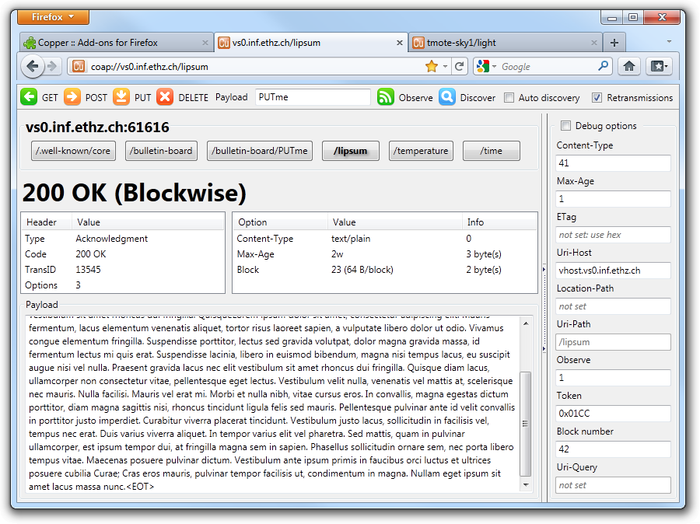 Firefox
Copper :: Add-ons for Firefox
vs0.inf.ethz.ch/lipsum
tmote-sky1/light
coap://vs0.inf.ethz.ch/lipsum
Google
GET POST PUT DELETE Payload PUTme Observe Discover Auto discovery Retransmissions
vs0.inf.ethz.ch:61616
/.well-known/core /bulletin-board /bulletin-board/PUTme /lipsum /temperature /time
200 OK (Blockwise)
Header Value
Type Acknowledgment
Code 200 OK
TransID 13545
Options 3
Option Value Info
Content-Type text/plain 0
Max-Age 2w 3 byte(s)
Block 23 (64 B/block) 2 byte(s)
Payload
fermentum, lacus elementum venenatis aliquet, tortor risus laoreet sapien, a vulputate libero dolor ut odio. Vivamus
congue elementum fringilla. Suspendisse porttitor, lectus sed gravida volutpat, dolor magna gravida massa, id
fermentum lectus mi quis erat. Suspendisse lacinia, libero in euismod bibendum, magna nisi tempus lacus, eu suscipit
augue nisi vel nulla. Praesent gravida lacus nec elit vestibulum sit amet rhoncus dui fringilla. Quisque diam lacus,
ullamcorper non consectetur vitae, pellentesque eget lectus. Vestibulum velit nulla, venenatis vel mattis at, scelerisque
nec mauris. Nulla facilisi. Mauris vel erat mi. Morbi et nulla nibh, vitae cursus eros. In convallis, magna egestas dictum
porttitor, diam magna sagittis nisi, rhoncus tincidunt ligula felis sed mauris. Pellentesque pulvinar ante id velit convallis
in porttitor justo imperdiet. Curabitur viverra placerat tincidunt. Vestibulum justo lacus, sollicitudin in facilisis vel,
tempus nec erat. Duis varius viverra aliquet. In tempor varius elit vel pharetra. Sed mattis, quam in pulvinar
ullamcorper, est ipsum tempor dui, at fringilla magna sem in sapien. Phasellus sollicitudin ornare sem, nec porta libero
tempus vitae. Maecenas posuere pulvinar dictum. Vestibulum ante ipsum primis in faucibus orci luctus et ultrices
posuere cubilia Curae; Cras eros mauris, pulvinar tempor facilisis ut, condimentum in magna. Nullam eget ipsum sit
amet lacus massa nunc.<EOT>
Debug options
Content-Type
41
Max-Age
1
ETag
not set: use hex
Uri-Host
vhost.vs0.inf.ethz.ch
Location-Path
not set
Uri-Path
/lipsum
Observe
1
Token
0x01CC
Block number
42
Uri-Query
not set